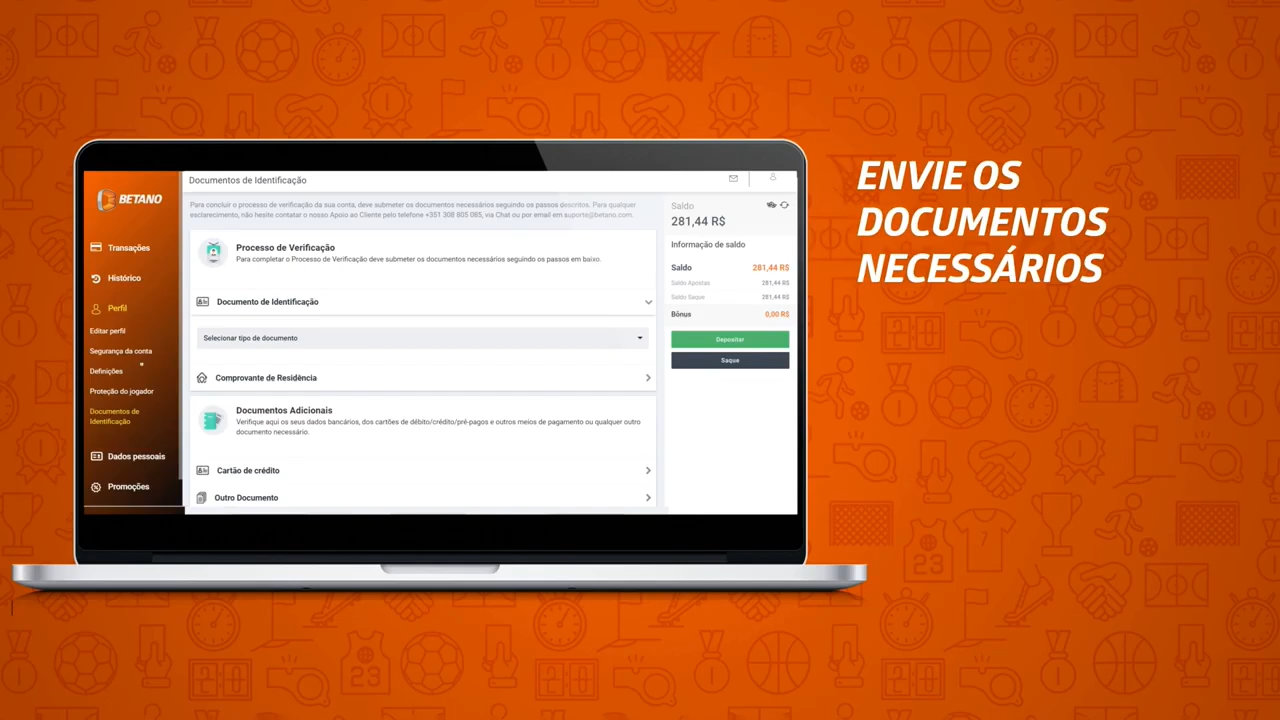 ENVIE OS
DOCUMENTOS
NECESSÁRIOS
BETANO
Transações
Histórico
Perfil
Editar perfil
Segurança da conta
Definições
Proteção do jogador
Documentos de
Identificação
Dados pessoais
Promoções
Documentos de Identificação
Para concluir o processo de verificação da sua conta, deve submeter os documentos necessários seguindo os passos descritos. Para qualquer
esclarecimento, não hesite contatar o nosso Apoio ao Cliente pelo telefone +351 308 805 085, via Chat ou por email em suporte@betano.com.
Processo de Verificação
Para completar o Processo de Verificação deve submeter os documentos necessários seguindo os passos em baixo.
Documento de Identificação
Selecionar tipo de documento
Comprovante de Residência
Documentos Adicionais
Verifique aqui os seus dados bancários, dos cartões de débito/crédito/pré-pagos e outros meios de pagamento ou qualquer outro
documento necessário.
Cartão de crédito
Outro Documento
Saldo
281,44 R$
Informação de saldo
Saldo 281,44 R$
Saldo Apostas 281,44 R$
Saldo Saque 281,44 R$
Bônus 0,00 R$
Depositar
Saque